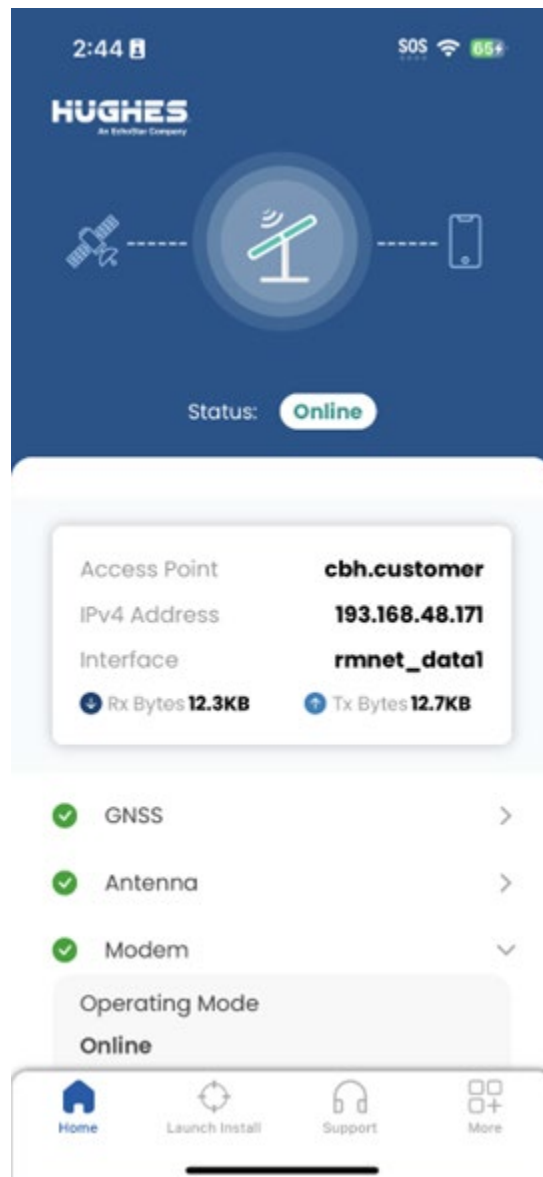 2:44 SOS 65
HUGHES
An EchoStar Company
Status: Online
Access Point cbh.customer
IPv4 Address 193.168.48.171
Interface rmnet_data1
Rx Bytes 12.3KB Tx Bytes 12.7KB
GNSS
Antenna
Modem
Operating Mode
Online
Home Launch Install Support More